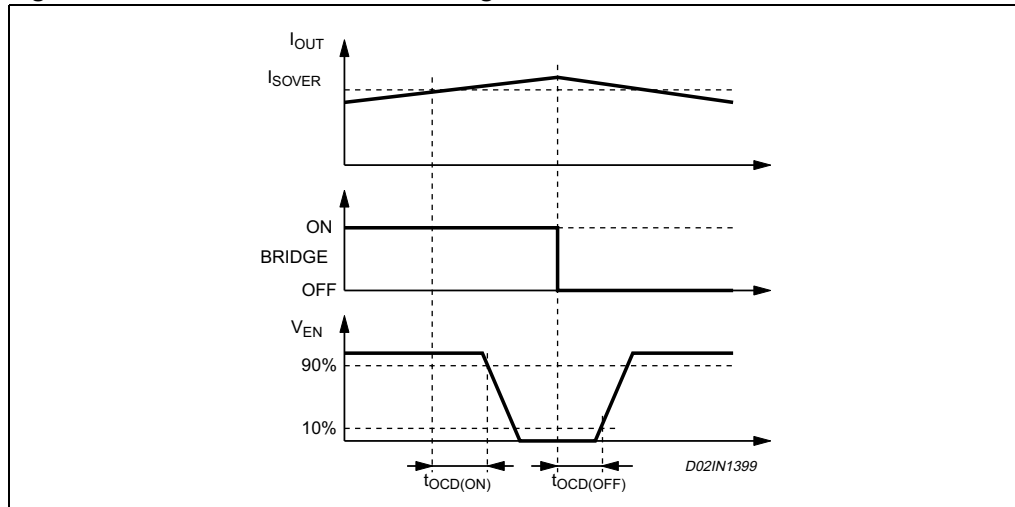 IOUT
ISOVER
ON
BRIDGE
OFF
VEN
90%
10%
tOCD(ON)
tOCD(OFF)
D02IN1399